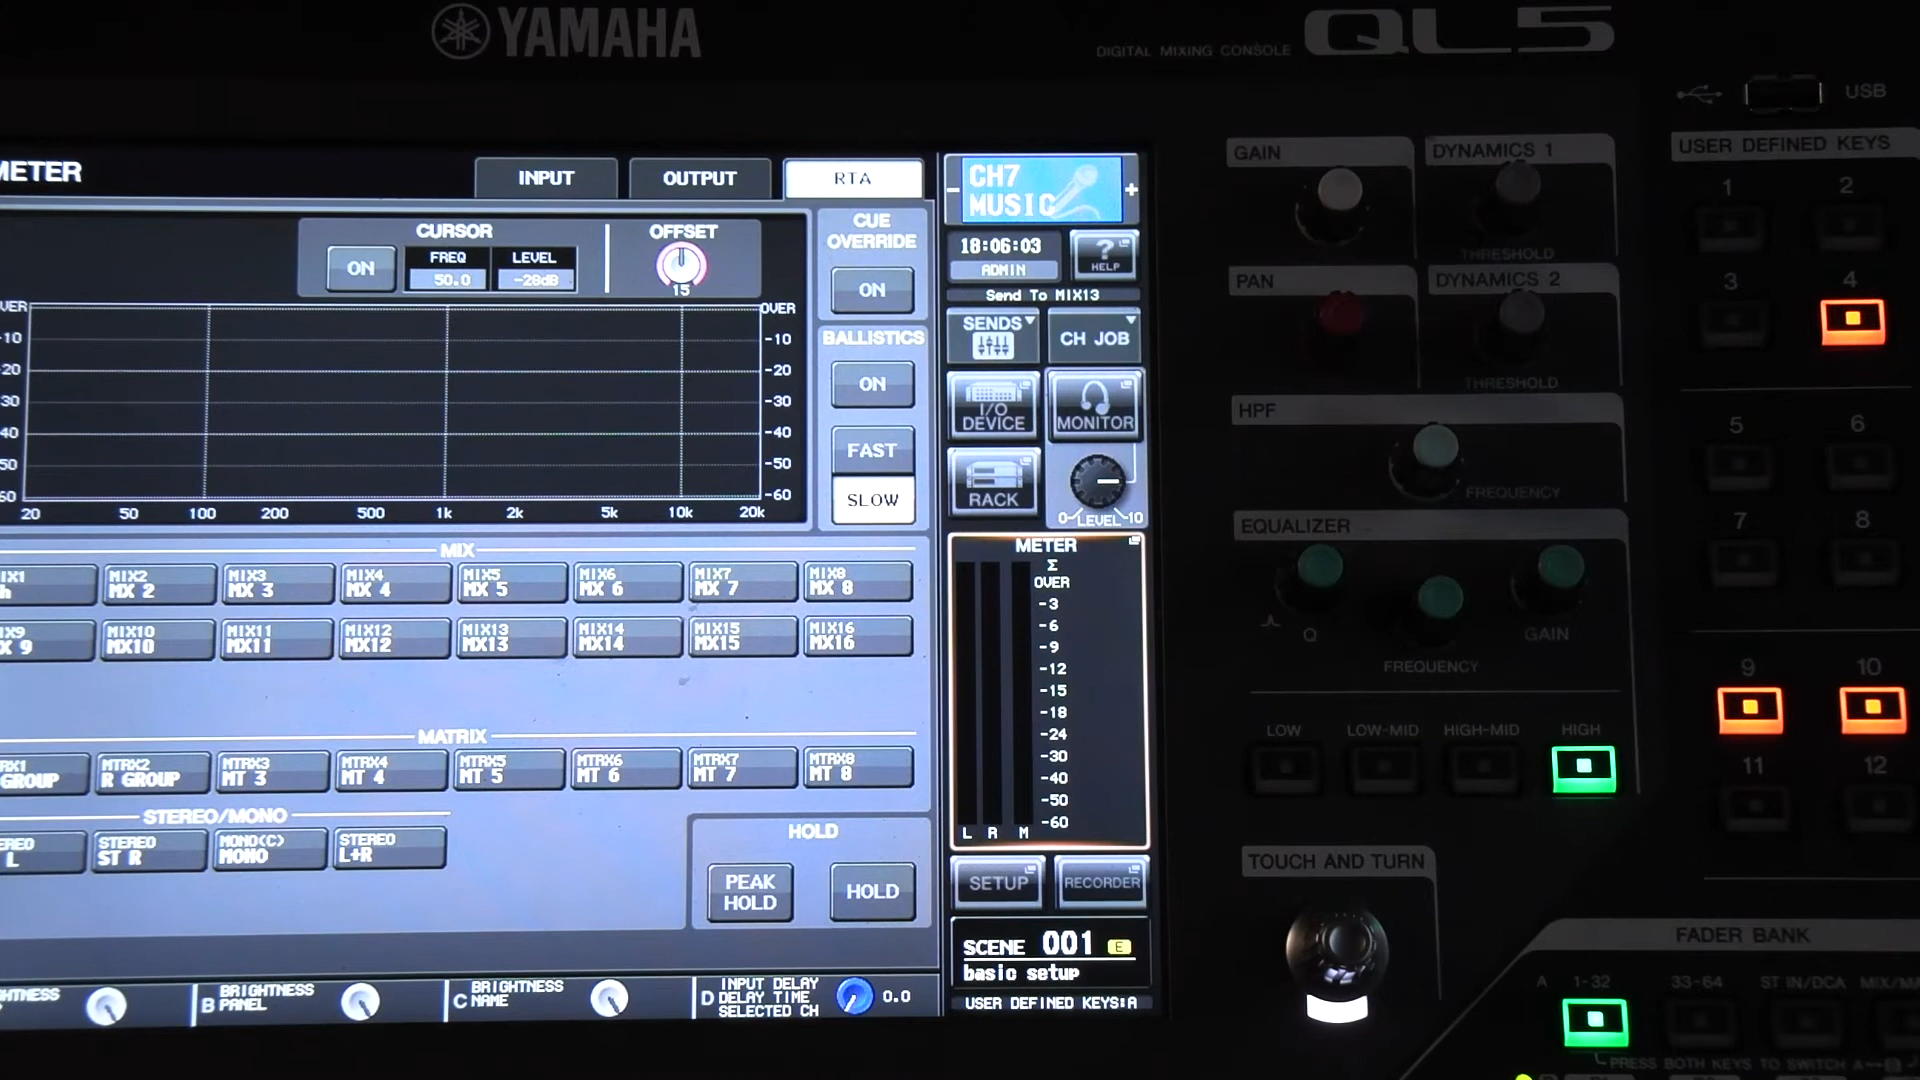 YAMAHA
DIGITAL MIXING CONSOLE QL5
USB
METER
INPUT
OUTPUT
RTA
CURSOR
ON
FREQ
50.0
LEVEL
-28dB
OFFSET
15
CUE
OVERRIDE
ON
BALLISTICS
ON
FAST
SLOW
OVER
-10
-20
-30
-40
-50
-60
20 50 100 200 500 1k 2k 5k 10k 20k
MIX
MIX2
MX 2
MIX3
MX 3
MIX4
MX 4
MIX5
MX 5
MIX6
MX 6
MIX7
MX 7
MIX8
MX 8
MIX10
MX10
MIX11
MX11
MIX12
MX12
MIX13
MX13
MIX14
MX14
MIX15
MX15
MIX16
MX16
MATRIX
GROUP
MTRX2
R GROUP
MTRX3
MT 3
MTRX4
MT 4
MTRX5
MT 5
MTRX6
MT 6
MTRX7
MT 7
MTRX8
MT 8
STEREO/MONO
L
STEREO
ST R
MONO(C)
MONO
STEREO
L+R
HOLD
PEAK
HOLD
HOLD
B BRIGHTNESS
PANEL
C BRIGHTNESS
NAME
D INPUT DELAY
DELAY TIME
SELECTED CH
0.0
- CH7 +
MUSIC
18:06:03
ADMIN
?
HELP
Send To MIX13
SENDS
CH JOB
I/O
DEVICE
MONITOR
RACK
0 LEVEL 10
METER
Σ
OVER
-3
-6
-9
-12
-15
-18
-24
-30
-40
-50
-60
L R M
SETUP
RECORDER
SCENE 001 E
basic setup
USER DEFINED KEYS:A
GAIN
DYNAMICS 1
THRESHOLD
PAN
DYNAMICS 2
THRESHOLD
HPF
FREQUENCY
EQUALIZER
Q
FREQUENCY
GAIN
LOW
LOW-MID
HIGH-MID
HIGH
TOUCH AND TURN
USER DEFINED KEYS
1 2
3 4
5 6
7 8
9 10
11 12
FADER BANK
A 1-32 33-64 ST IN/DCA
PRESS BOTH KEYS TO SWITCH A